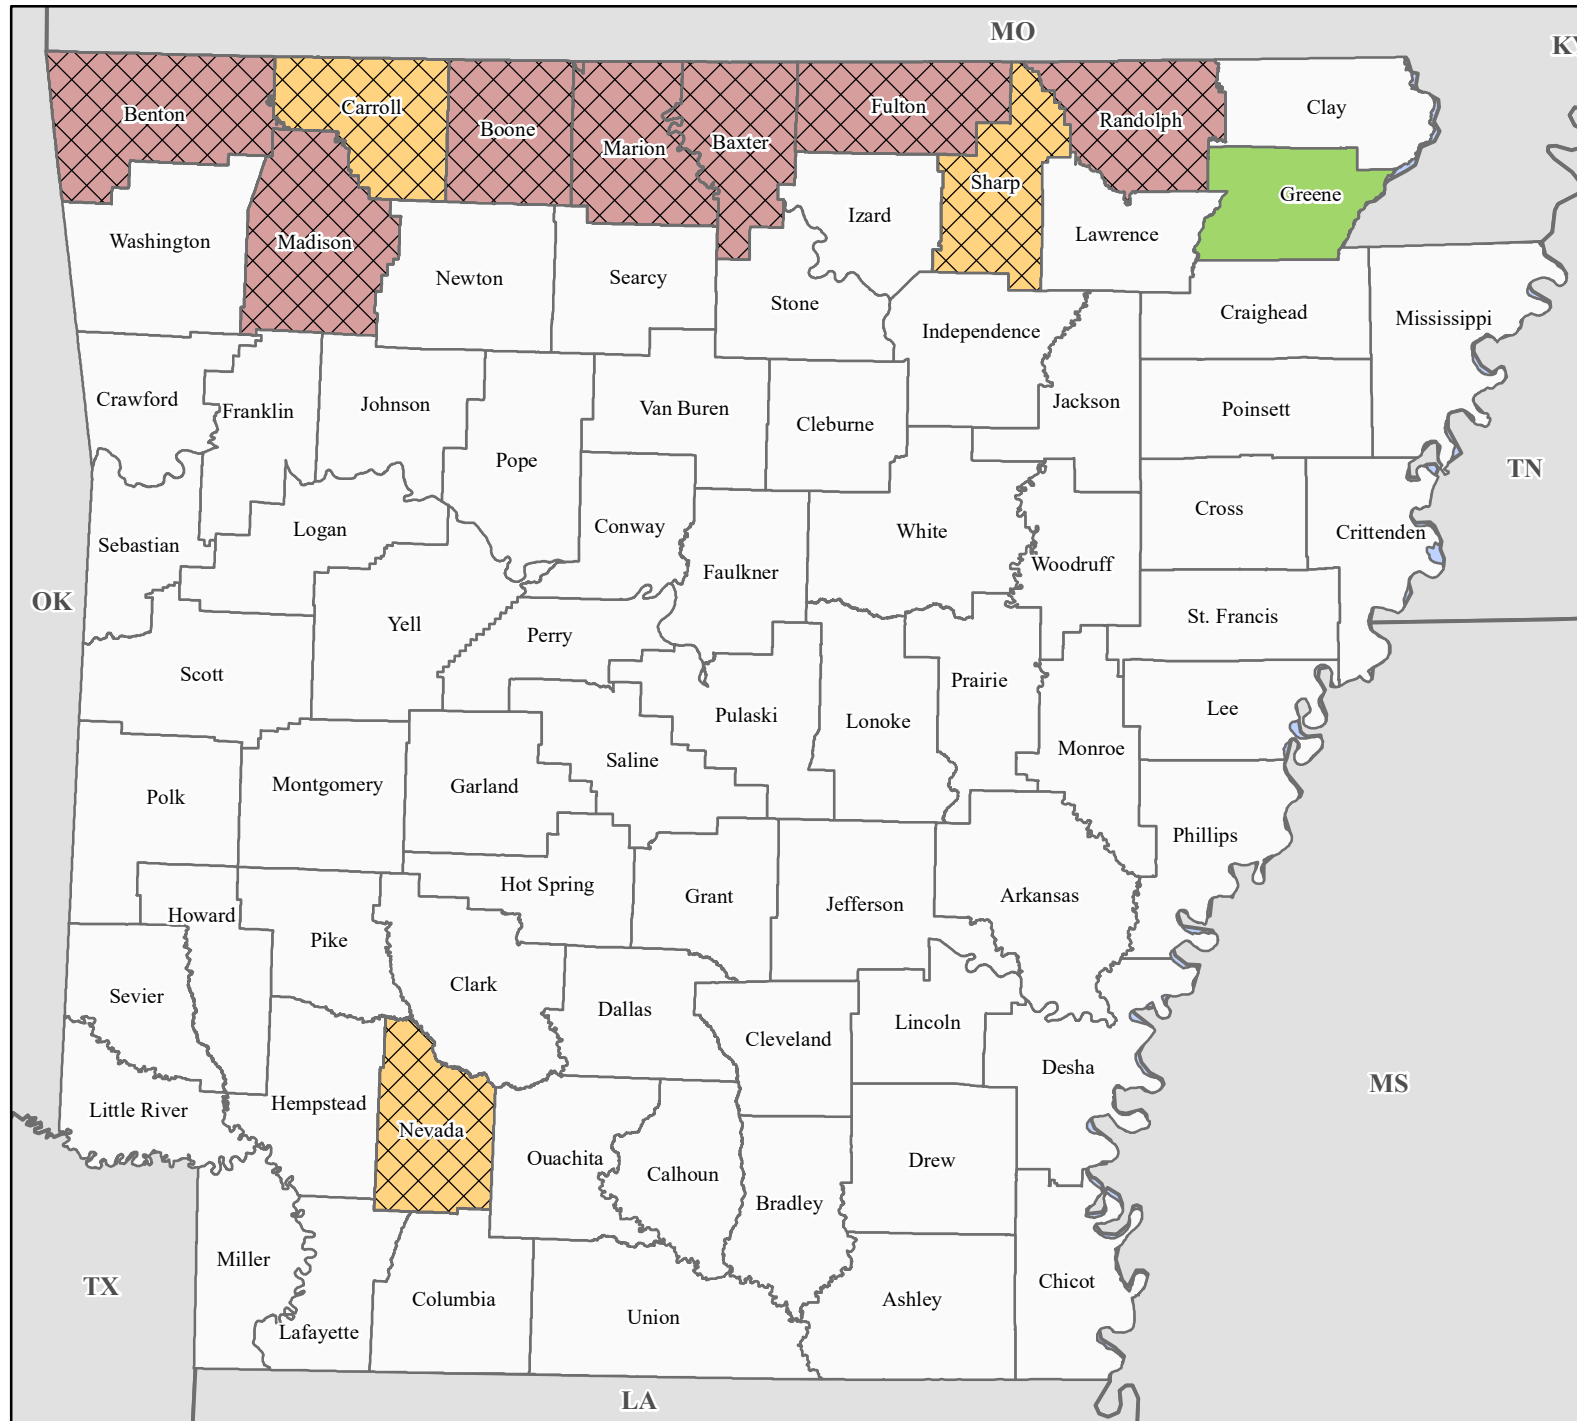 MO
KY
Benton
Carroll
Boone
Marion
Baxter
Fulton
Sharp
Randolph
Clay
Greene
Washington
Madison
Newton
Searcy
Stone
Izard
Lawrence
Independence
Craighead
Mississippi
Crawford
Franklin
Johnson
Pope
Van Buren
Cleburne
Jackson
Poinsett
TN
Sebastian
Logan
Conway
Faulkner
White
Woodruff
Cross
Crittenden
OK
Yell
Perry
St. Francis
Scott
Pulaski
Lonoke
Prairie
Lee
Monroe
Polk
Montgomery
Garland
Saline
Phillips
Howard
Pike
Hot Spring
Grant
Jefferson
Arkansas
Sevier
Clark
Dallas
Cleveland
Lincoln
Desha
MS
Little River
Hempstead
Nevada
Ouachita
Calhoun
Bradley
Drew
TX
Miller
Lafayette
Columbia
Union
Ashley
Chicot
LA